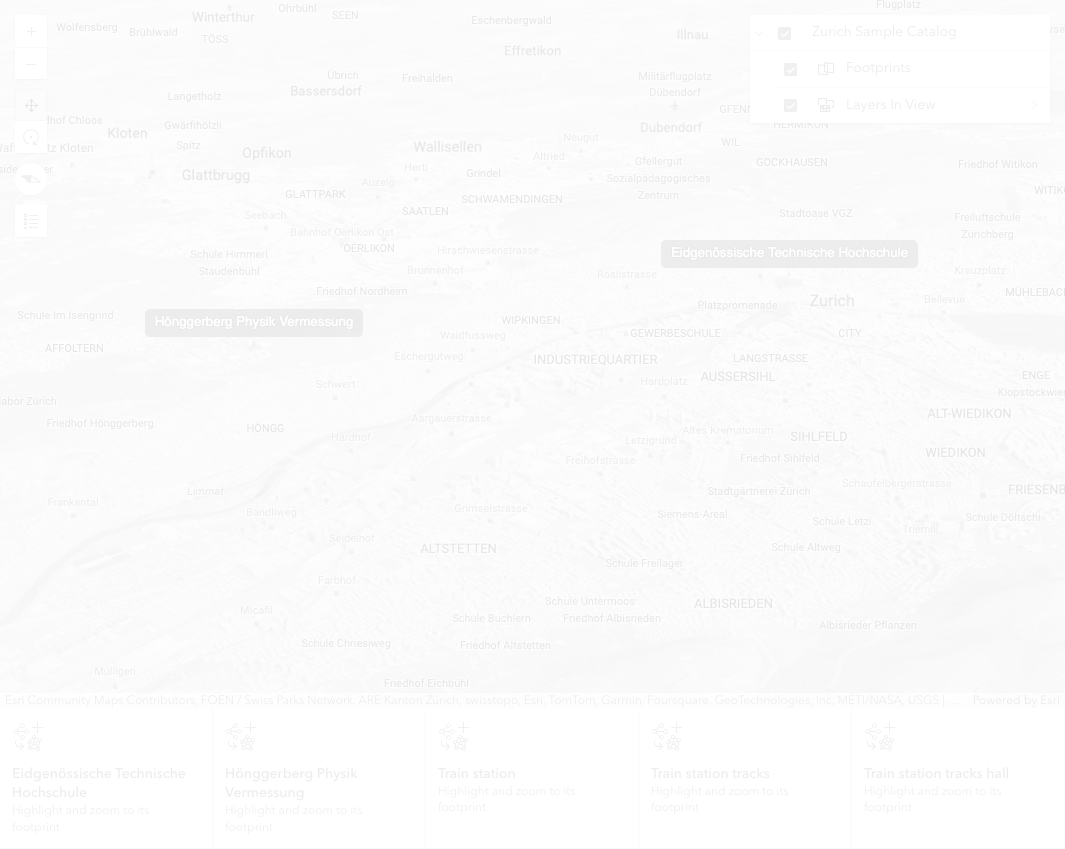 Ohrbühl
Flugplatz
Winterthur
SEEN
Eschenbergwald
Wolfensberg
Brühlwald
TÖSS
Illnau
Effretikon
Zurich Sample Catalog
Footprints
Layers In View
Übrich
Freihalden
Militärflugplatz
Dübendorf
Bassersdorf
Langetholz
GFENN
HERMIKON
Gwärfihölzli
Kloten
Dubendorf
Spitz
Neugut
WIL
Opfikon
Wallisellen
Altried
Gfellergut
Sozialpädagogisches
Zentrum
GOCKHAUSEN
Friedhof Witikon
Herti
Grindel
Glattbrugg
Auzelg
GLATTPARK
SCHWAMENDINGEN
SAATLEN
Seebach
Stadtoase VGZ
Freiluftschule
Zürichberg
Bahnhof Oerlikon Ost
OERLIKON
Hirschwiesenstrasse
Schule Himmeri
Staudenbühl
Eidgenössische Technische Hochschule
Brunnenhof
Röslistrasse
Kreuzplatz
Friedhof Nordheim
Platzpromenade
Zurich
Bellevue
Schule Im Isengrind
Hönggerberg Physik Vermessung
WIPKINGEN
Waidfussweg
GEWERBESCHULE
CITY
AFFOLTERN
Eschergutweg
INDUSTRIEQUARTIER
LANGSTRASSE
Schwert
Hardplatz
AUSSERSIHL
ENGE
Friedhof Hönggerberg
HÖNGG
Aargauerstrasse
ALT-WIEDIKON
Hardhof
Altes Krematorium
Letzigrund
SIHLFELD
Freihofstrasse
Friedhof Sihlfeld
WIEDIKON
Limmat
Stadtgärtnerei Zürich
Schaufelbergerstrasse
Frankental
Bandliweg
Grimselstrasse
Siemens-Areal
Schule Letzi
Triemli
Schule Döltschi
Seidelhof
ALTSTETTEN
Schule Altweg
Schule Freilager
Farbhof
Micafil
Schule Untermoos
ALBISRIEDEN
Schule Buchlern
Friedhof Albisrieden
Albisrieder Pflanzen
Schule Chriesiweg
Friedhof Altstetten
Mülligen
Friedhof Eichbühl
Esri Community Maps Contributors, FOEN / Swiss Parks Network, ARE Kanton Zürich, swisstopo, Esri, TomTom, Garmin, Foursquare, GeoTechnologies, Inc, METI/NASA, USGS | ...
Powered by Esri
Eidgenössische Technische
Hochschule
Highlight and zoom to its
footprint
Hönggerberg Physik
Vermessung
Highlight and zoom to its
footprint
Train station
Highlight and zoom to its
footprint
Train station tracks
Highlight and zoom to its
footprint
Train station tracks hall
Highlight and zoom to its
footprint